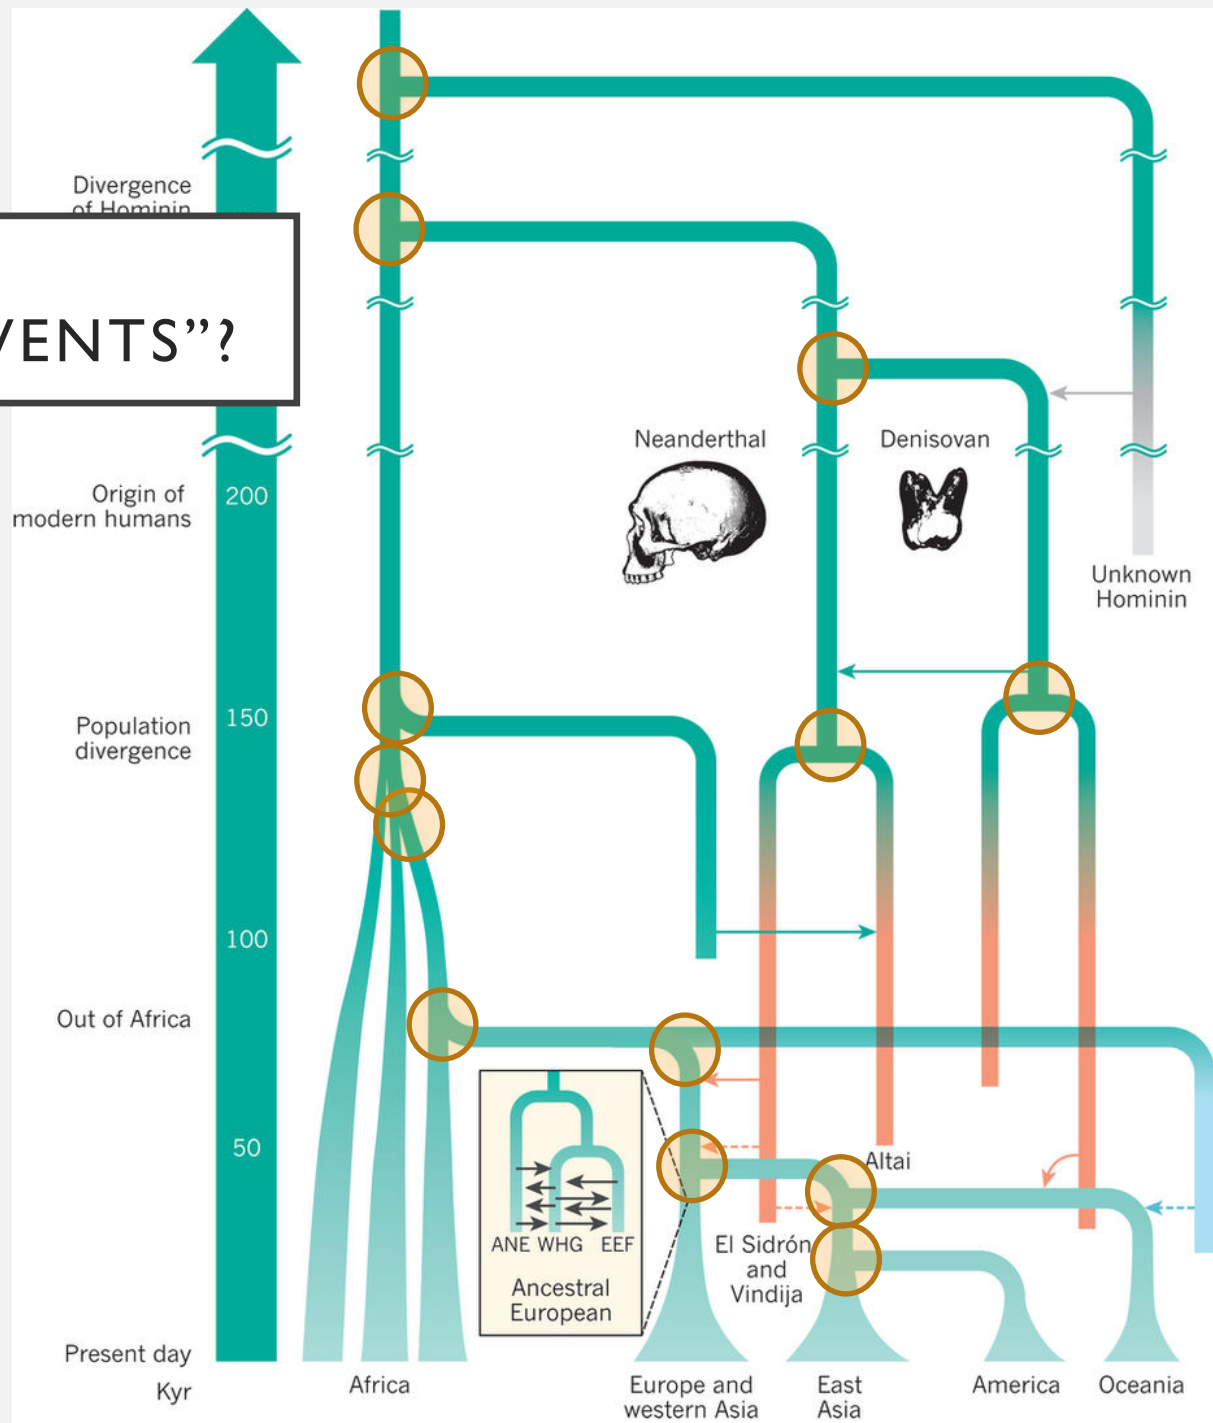 Divergence
of Hominin
VENTS”?
Neanderthal
Denisovan
Origin of
modern humans
200
Unknown
Hominin
Population
divergence
150
100
Out of Africa
50
Altai
ANE WHG EEF
Ancestral
European
El Sidrón
and
Vindija
Present day
Kyr
Africa
Europe and
western Asia
East
Asia
America
Oceania